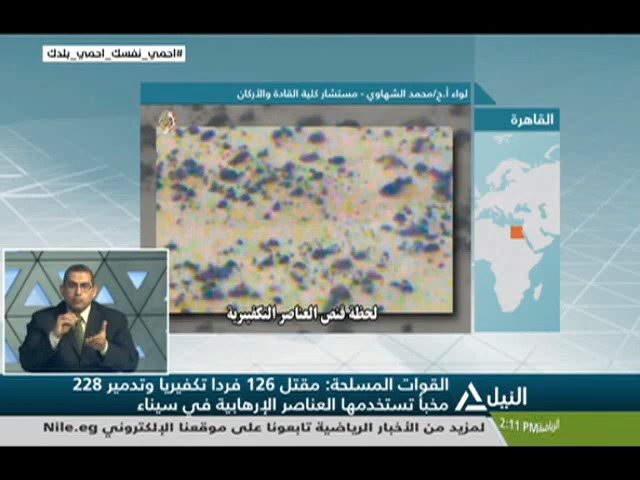 #احمي_نفسك_احمي_بلدك
لواء أ.ح/محمد الشهاوي - مستشار كلية القادة والأركان
القاهرة
لحظة قنص العناصر التكفيرية
النيل
القوات المسلحة: مقتل 126 فردا تكفيريا وتدمير 228
مخبأ تستخدمها العناصر الإرهابية في سيناء
2:11 PM الرياضية
لمزيد من الأخبار الرياضية تابعونا على موقعنا الإلكتروني Nile.eg